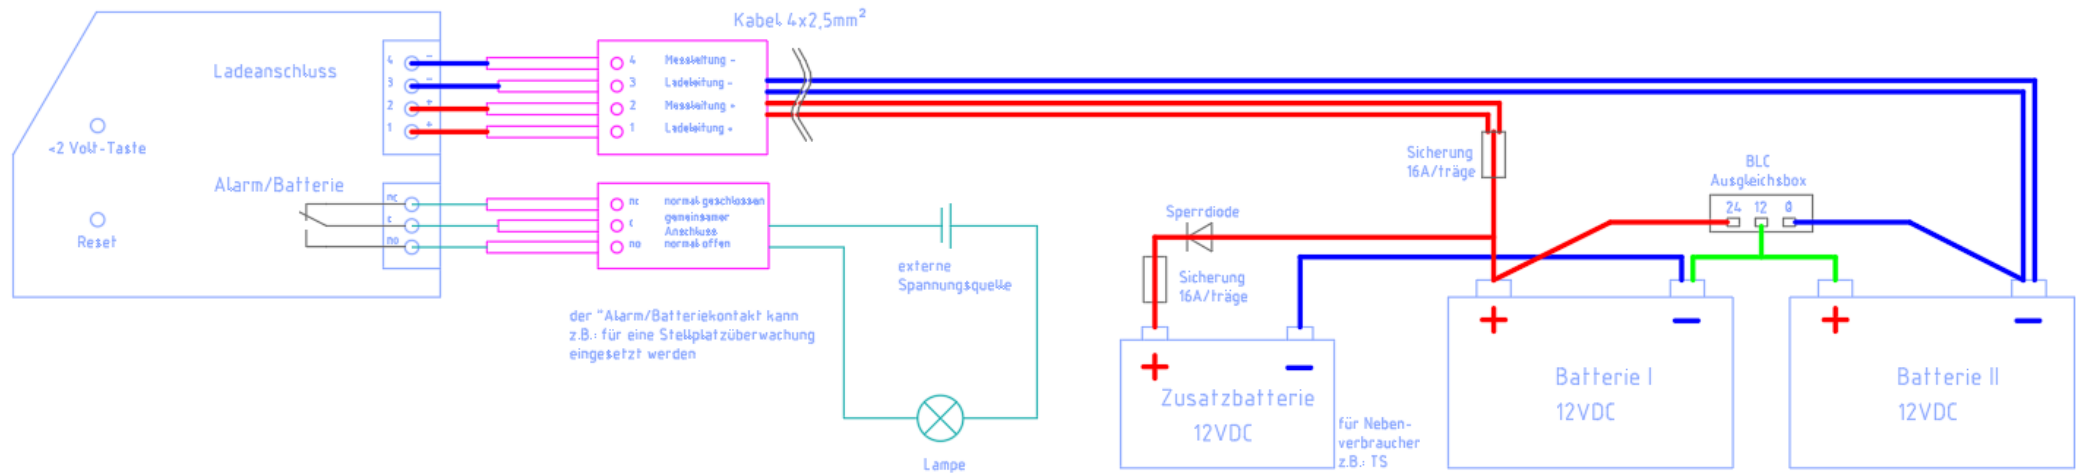 Kabel 4x2,5mm²
Ladeanschluss
4 -
3 -
2 +
1 +
4 Messleitung -
3 Ladeleitung -
2 Messleitung +
1 Ladeleitung +
<2 Volt-Taste
Alarm/Batterie
Reset
nc
c
no
nc normal geschlossen
c gemeinsamer
Anschluss
no normal offen
externe
Spannungsquelle
der "Alarm/Batteriekontakt kann
z.B.: für eine Stellplatzüberwachung
eingesetzt werden
Lampe
Sicherung
16A/träge
Sperrdiode
Sicherung
16A/träge
BLC
Ausgleichsbox
24 12 0
+ -
Zusatzbatterie
12VDC
für Neben-
verbraucher
z.B.: TS
+ -
Batterie I
12VDC
+ -
Batterie II
12VDC